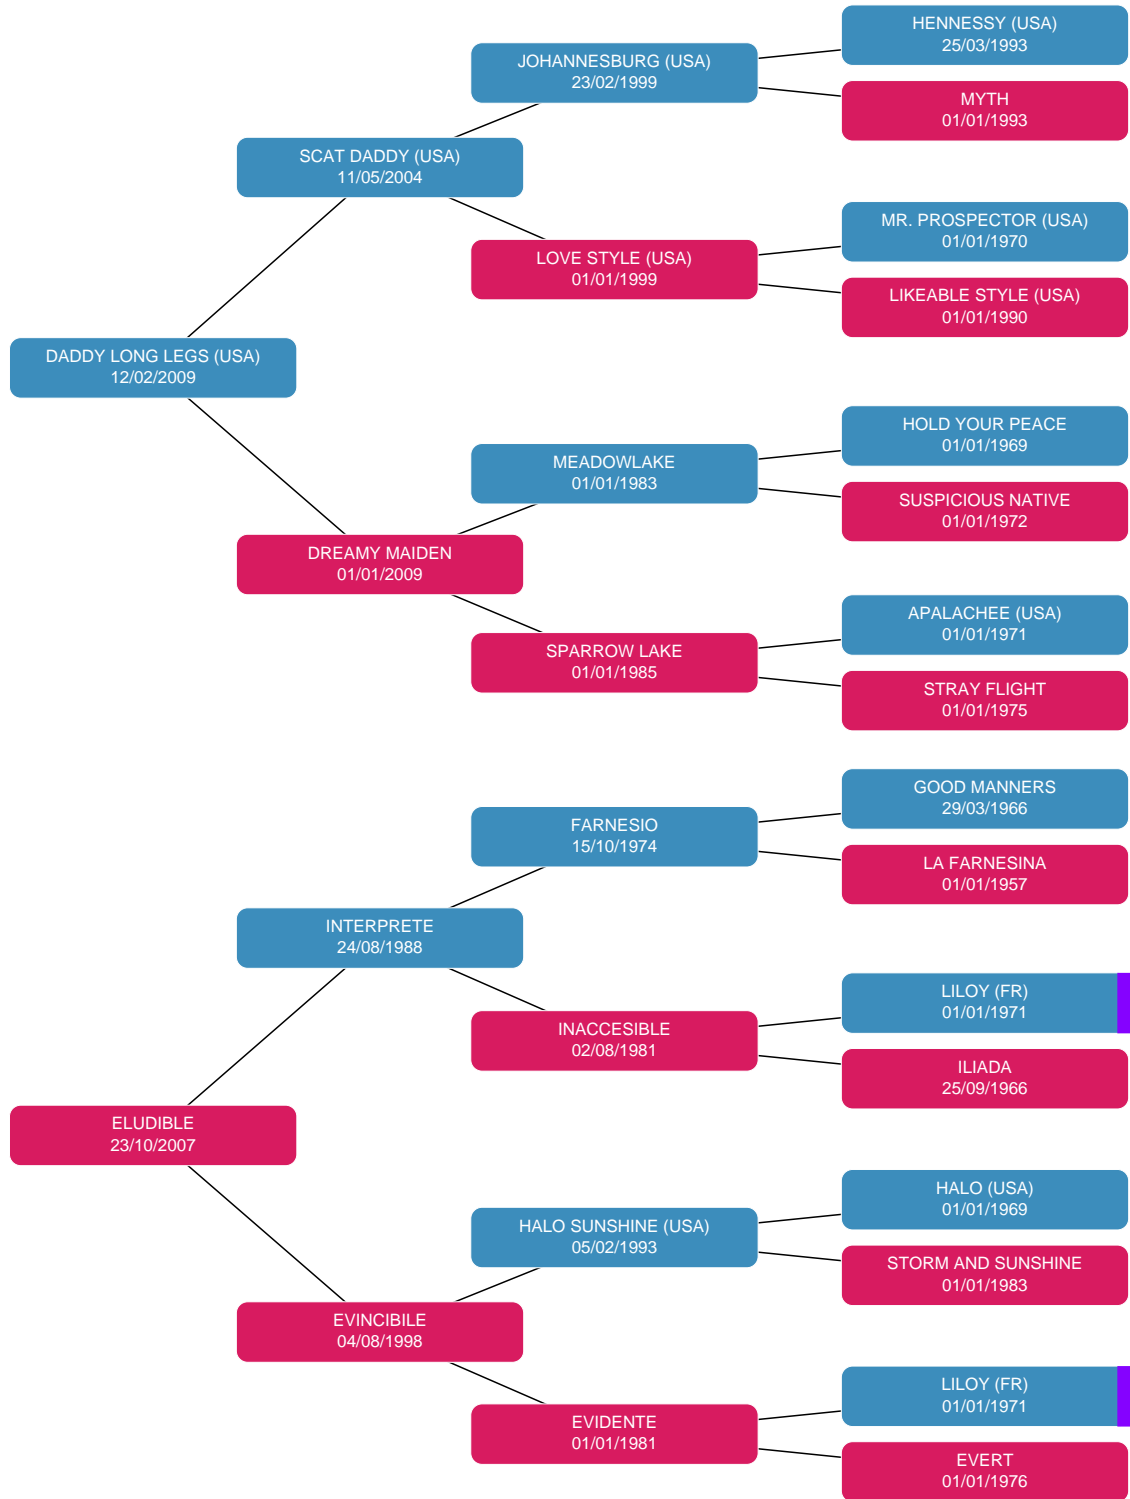 HENNESSY (USA)
25/03/1993
JOHANNESBURG (USA)
23/02/1999
MYTH
01/01/1993
SCAT DADDY (USA)
11/05/2004
MR. PROSPECTOR (USA)
01/01/1970
LOVE STYLE (USA)
01/01/1999
LIKEABLE STYLE (USA)
01/01/1990
DADDY LONG LEGS (USA)
12/02/2009
HOLD YOUR PEACE
01/01/1969
MEADOWLAKE
01/01/1983
SUSPICIOUS NATIVE
01/01/1972
DREAMY MAIDEN
01/01/2009
APALACHEE (USA)
01/01/1971
SPARROW LAKE
01/01/1985
STRAY FLIGHT
01/01/1975
GOOD MANNERS
29/03/1966
FARNESIO
15/10/1974
LA FARNESINA
01/01/1957
INTERPRETE
24/08/1988
LILOY (FR)
01/01/1971
INACCESIBLE
02/08/1981
ILIADA
25/09/1966
ELUDIBLE
23/10/2007
HALO (USA)
01/01/1969
HALO SUNSHINE (USA)
05/02/1993
STORM AND SUNSHINE
01/01/1983
EVINCIBILE
04/08/1998
LILOY (FR)
01/01/1971
EVIDENTE
01/01/1981
EVERT
01/01/1976